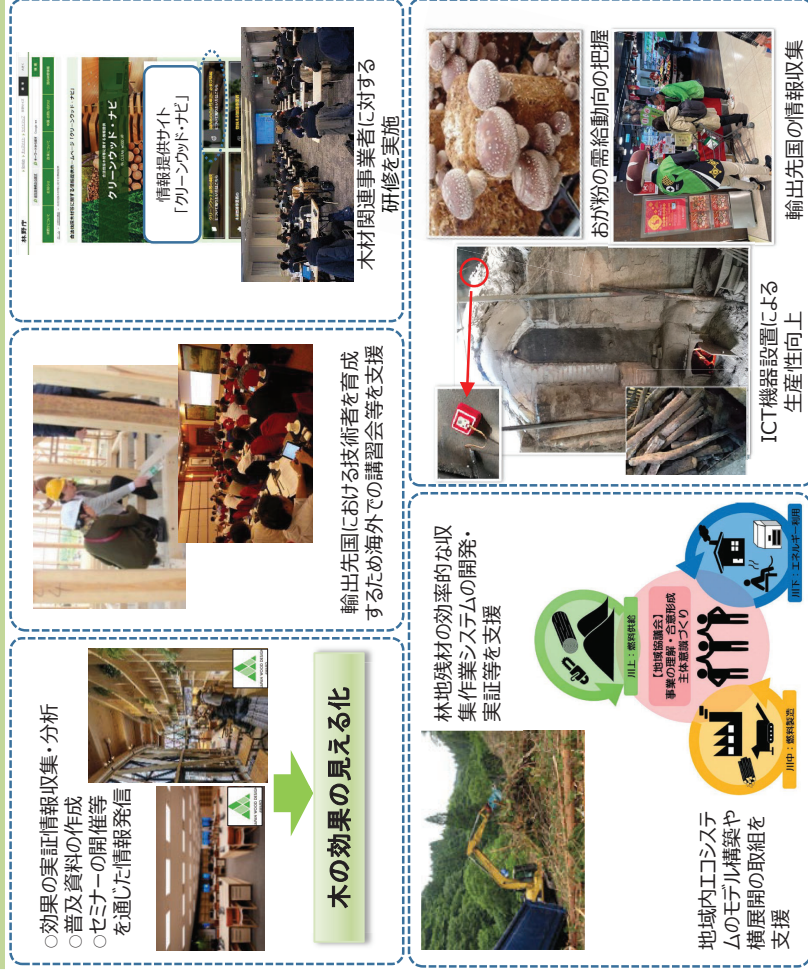 ○効果の実証情報収集・分析
○普及資料の作成
○セミナーの開催等
を通じた情報発信
JAPAN WOOD DESIGN
JAPAN WOOD DESIGN
木の効果の見える化
輸出先国における技術者を育成
するため海外での講習会等を支援
林野庁
クリーンウッド・ナビ
情報提供サイト
「クリーンウッド・ナビ」
木材関連事業者に対する
研修を実施
林地残材の効率的な収
集作業システムの開発・
実証等を支援
地域内エコシステ
ムのモデル構築や
横展開の取組を
支援
川上:燃料供給
【地域協議会】
事業の理解・合意形成
主体意識づくり
川中:燃料製造
川下:エネルギー利用
ICT機器設置による
生産性向上
おが粉の需給動向の把握
輸出先国の情報収集